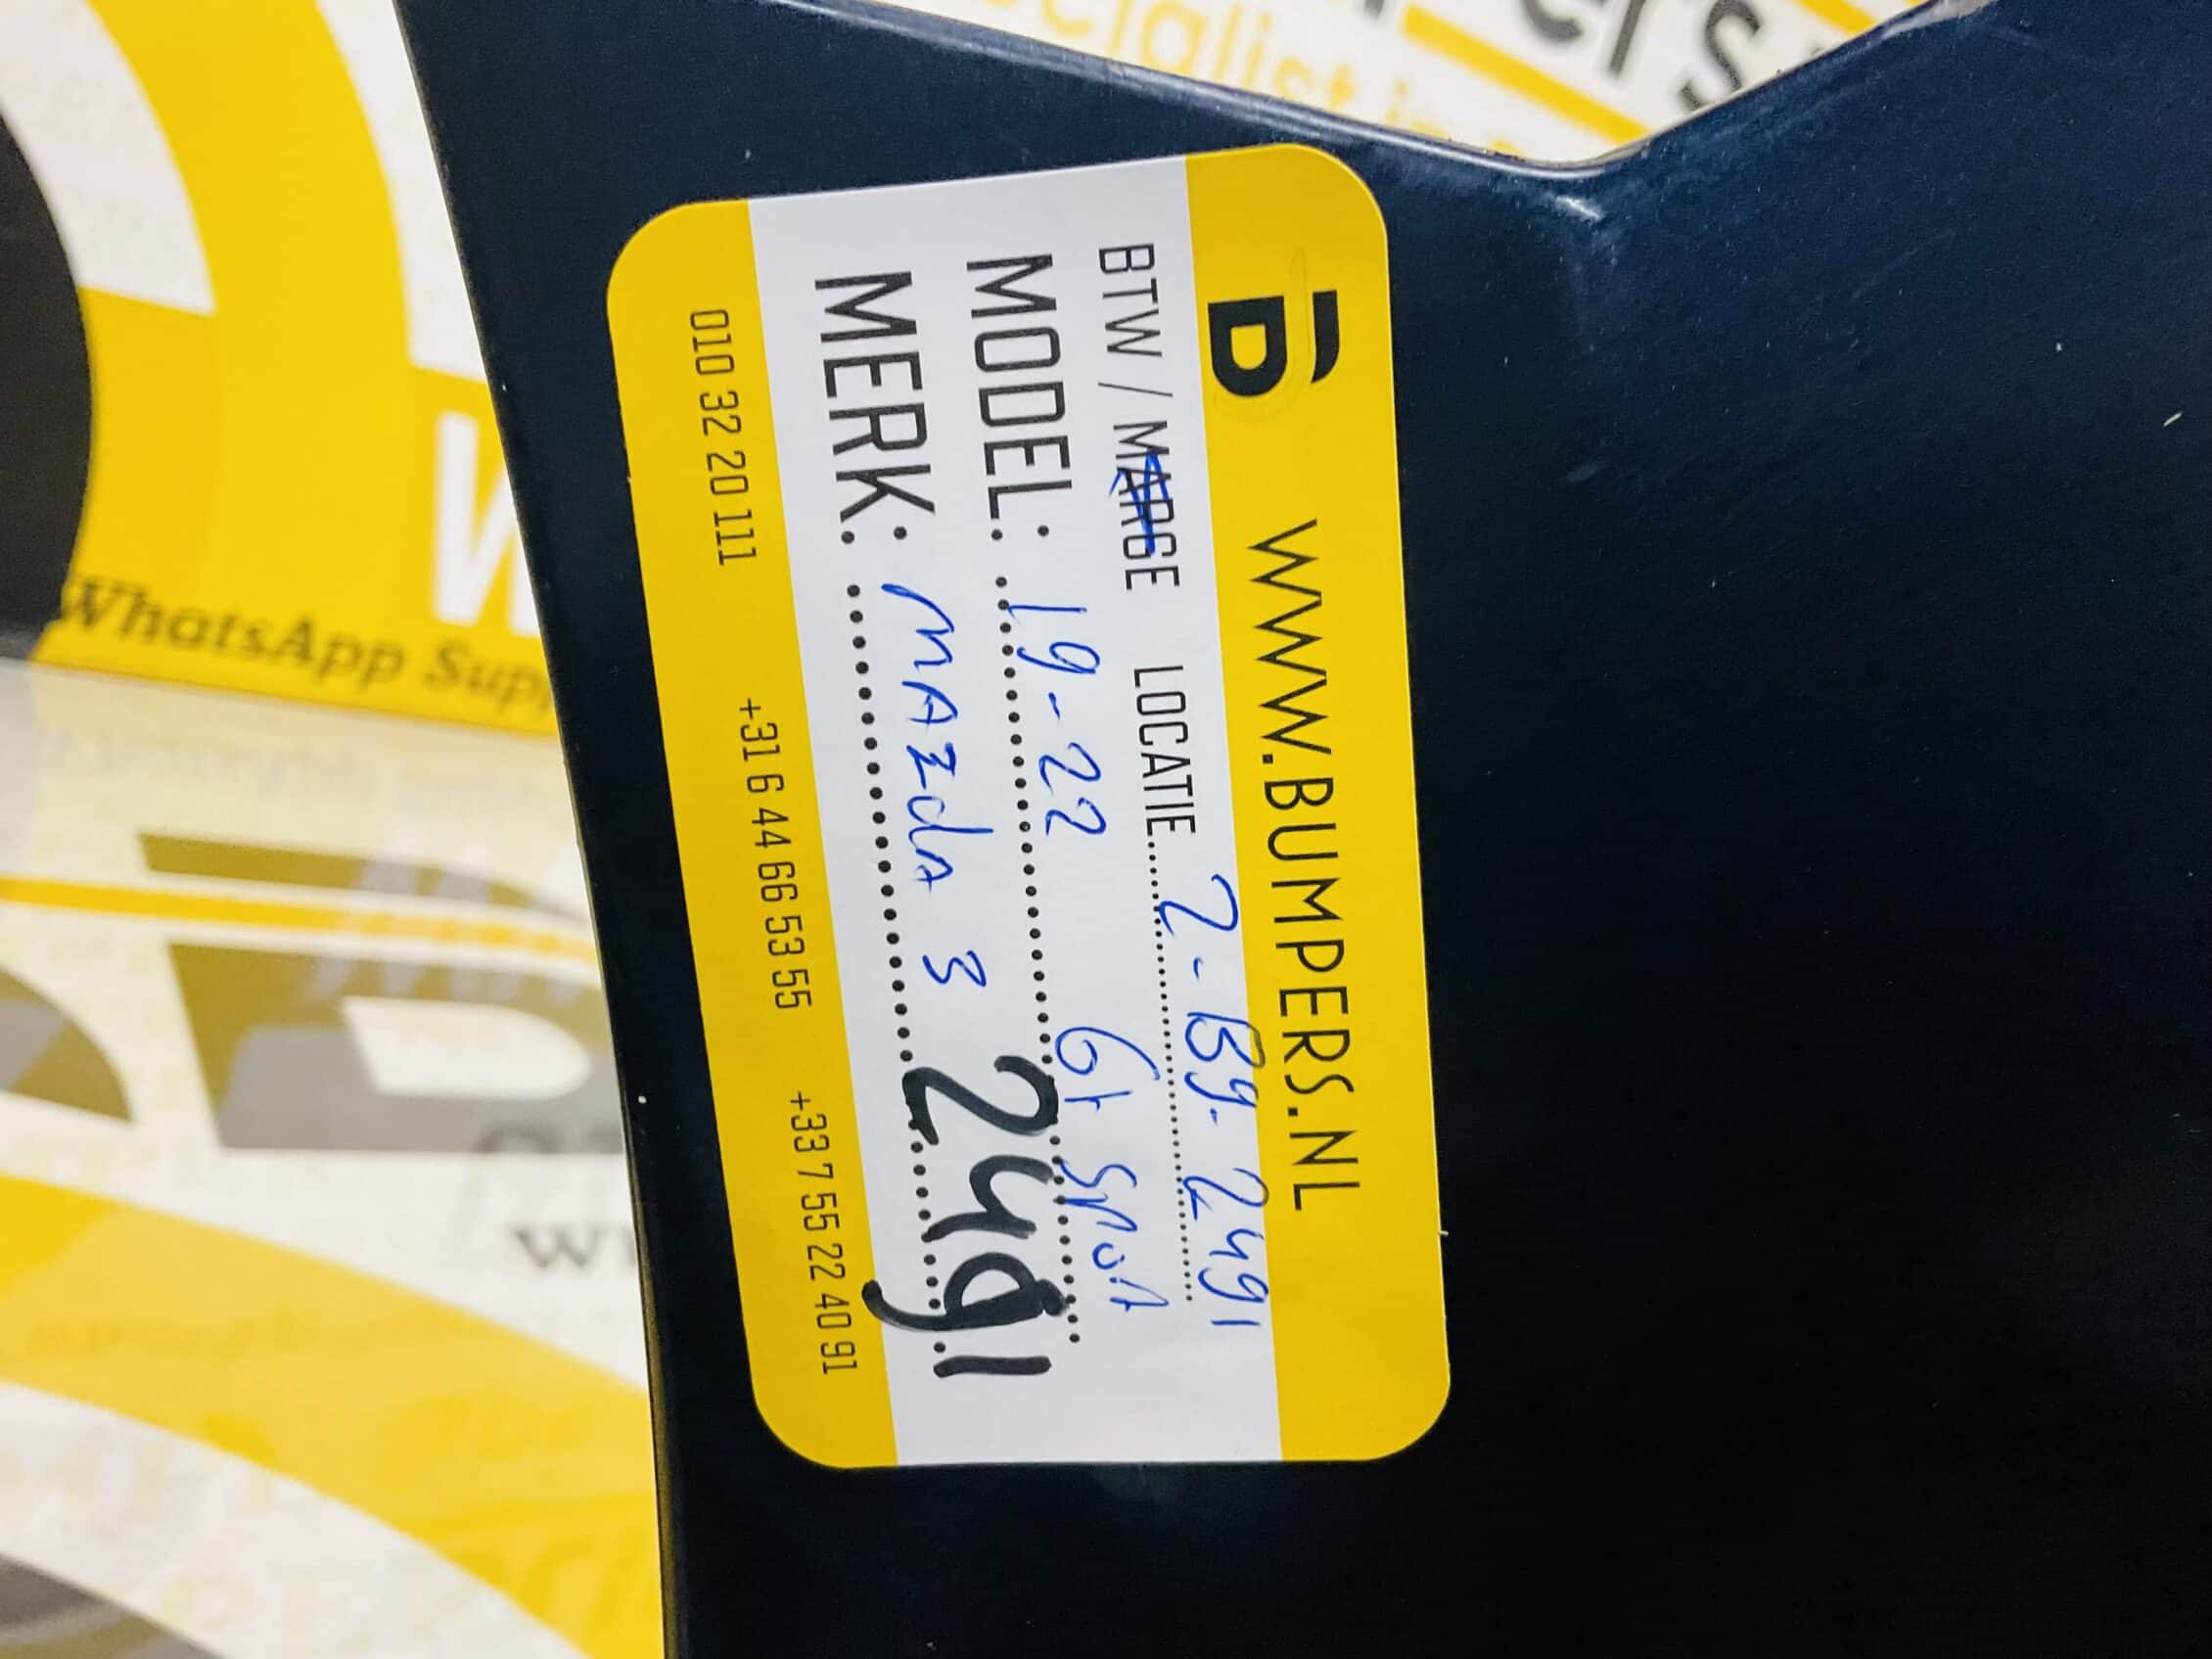 WWW.BUMPERS.NL
BTW / MARGE LOCATIE 2-B9-2491
MODEL: 19-22 Gt Sport
MERK: MAZdA 3 2491
010 32 20 111 +31 6 44 66 53 55 +33 7 55 22 40 91
WhatsApp